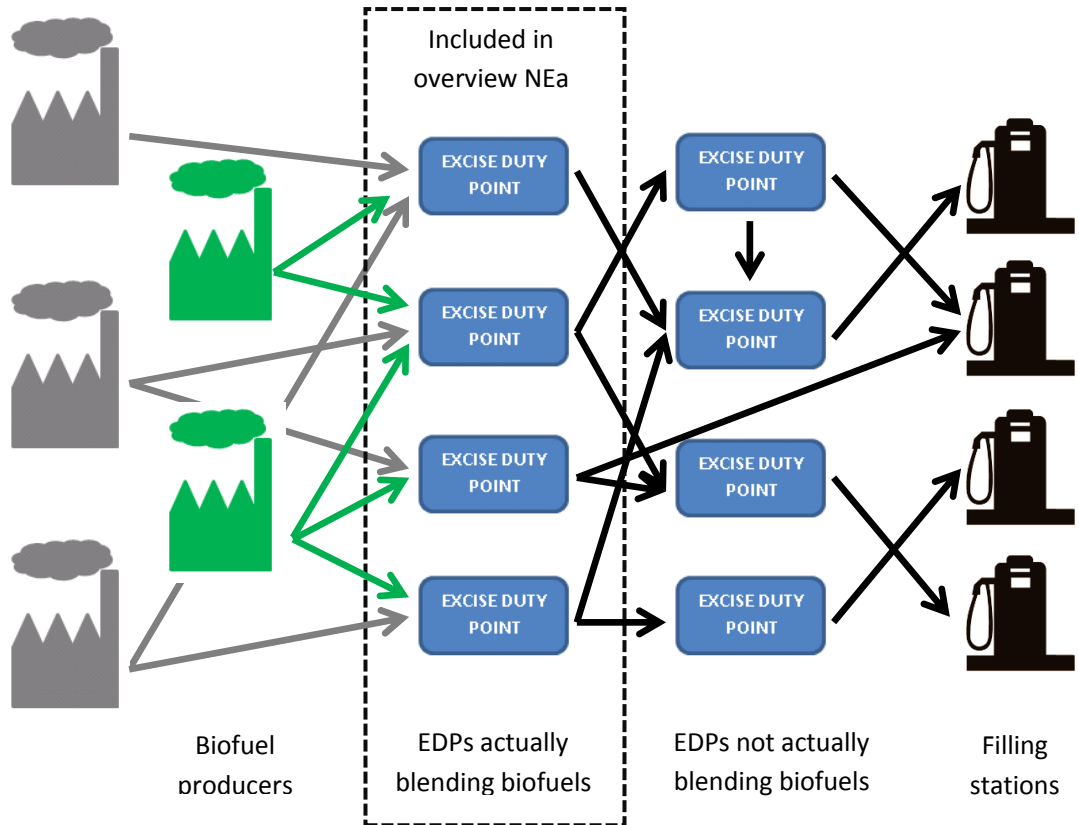 Included in
overview NEa
EXCISE DUTY
POINT
EXCISE DUTY
POINT
EXCISE DUTY
POINT
EXCISE DUTY
POINT
EXCISE DUTY
POINT
EXCISE DUTY
POINT
EXCISE DUTY
POINT
EXCISE DUTY
POINT
Biofuel
producers
EDPs actually
blending biofuels
EDPs not actually
blending biofuels
Filling
stations